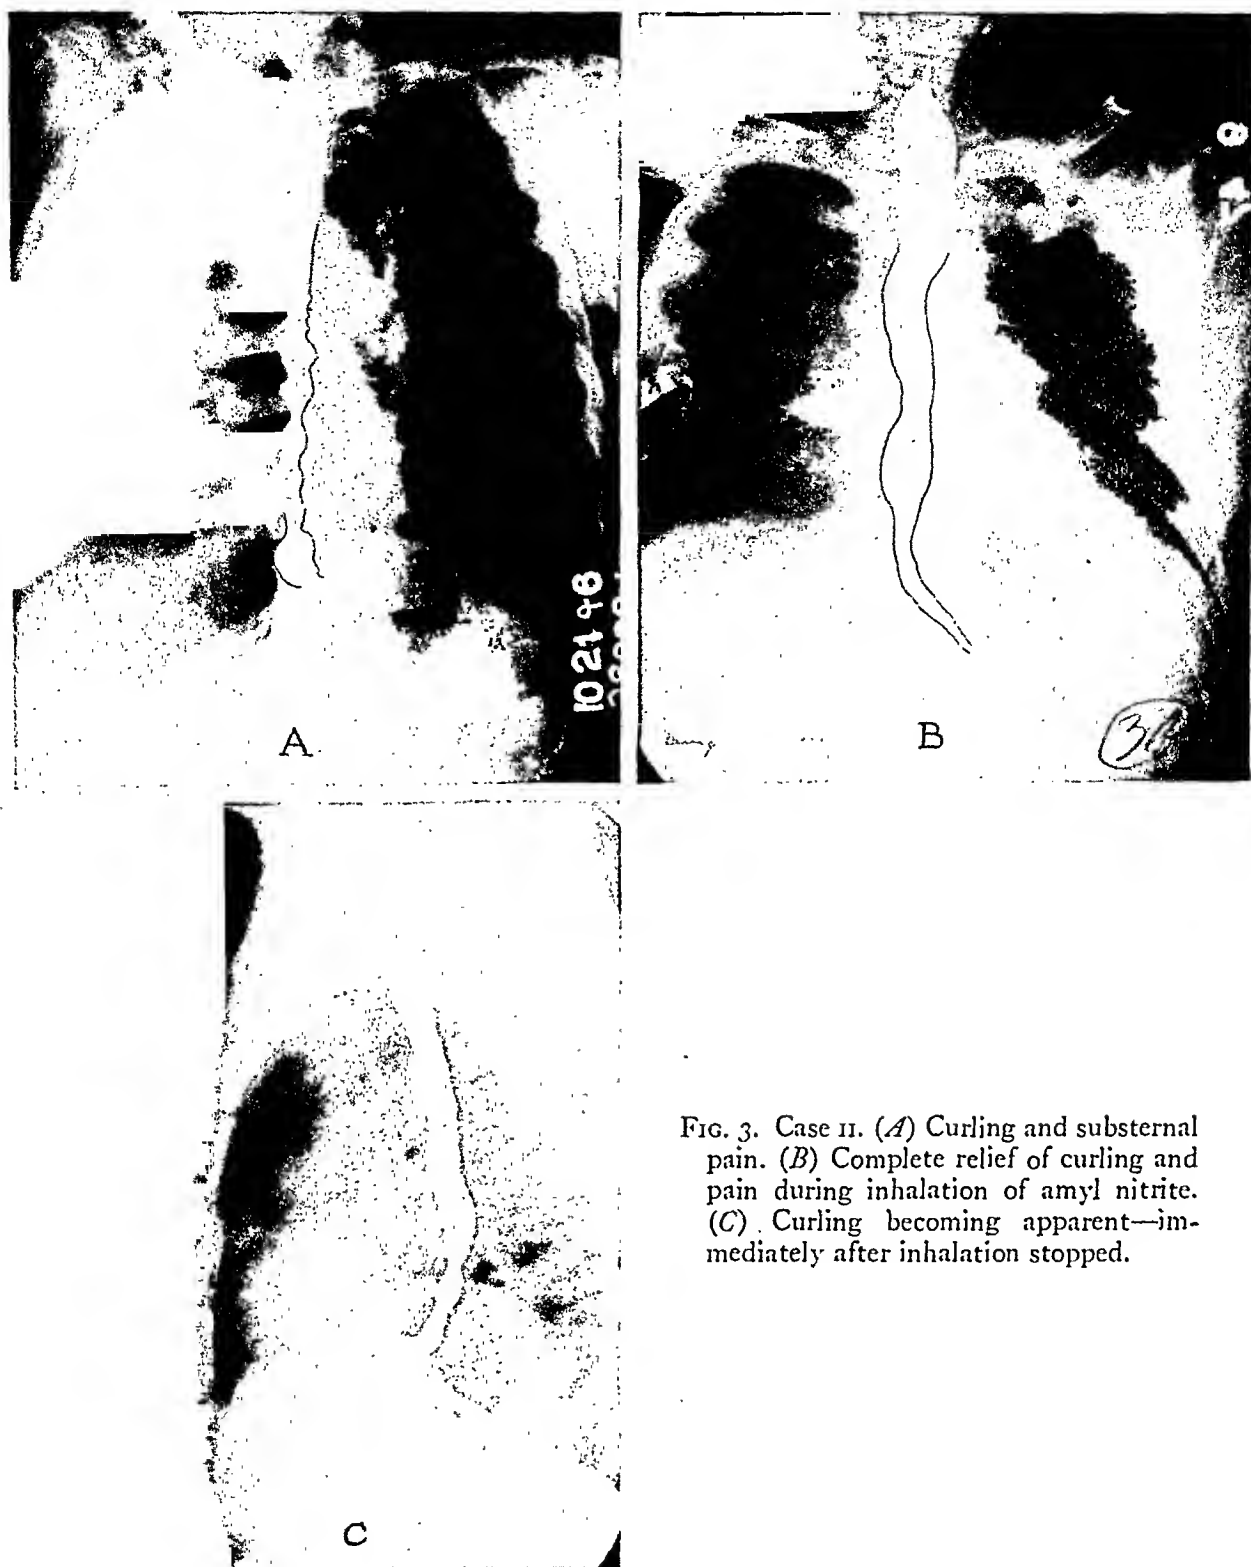 10 21 46
A
B
C
FIG. 3. Case II. (A) Curling and substernal
pain. (B) Complete relief of curling and
pain during inhalation of amyl nitrite.
(C) . Curling becoming apparent—im-
mediately after inhalation stopped.